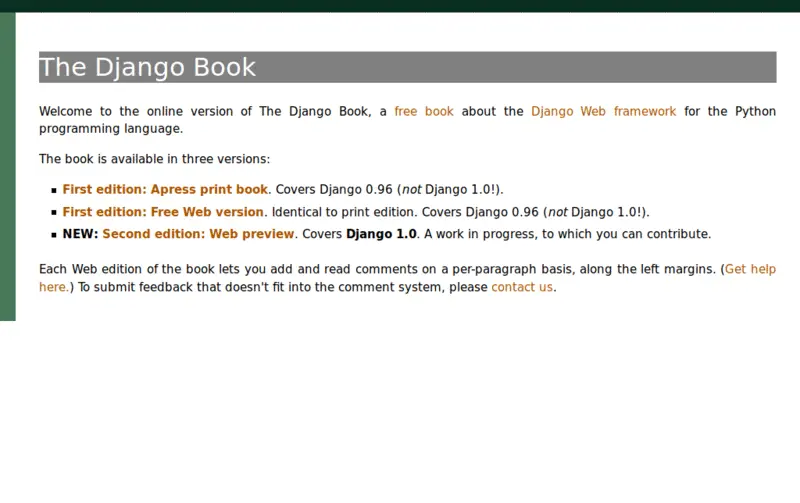 The Django Book
Welcome to the online version of The Django Book, a free book about the Django Web framework for the Python
programming language.
The book is available in three versions:
First edition: Apress print book. Covers Django 0.96 (not Django 1.0!).
First edition: Free Web version. Identical to print edition. Covers Django 0.96 (not Django 1.0!).
NEW: Second edition: Web preview. Covers Django 1.0. A work in progress, to which you can contribute.
Each Web edition of the book lets you add and read comments on a per-paragraph basis, along the left margins. (Get help
here.) To submit feedback that doesn't fit into the comment system, please contact us.